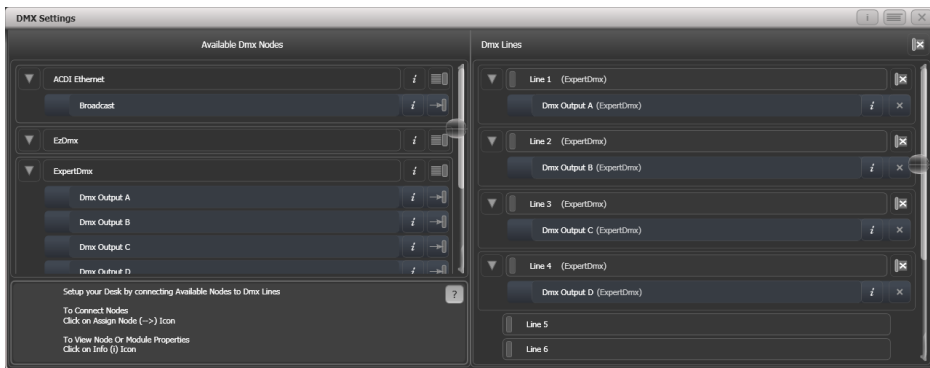 DMX Settings
i
Available Dmx Nodes
ACDI Ethernet i
Broadcast i
EzDmx i
ExpertDmx i
Dmx Output A i
Dmx Output B i
Dmx Output C i
Dmx Output D i
Setup your Desk by connecting Available Nodes to Dmx Lines ?
To Connect Nodes
Click on Assign Node (-->) Icon
To View Node Or Module Properties
Click on Info (i) Icon
Dmx Lines
Line 1 (ExpertDmx)
Dmx Output A (ExpertDmx) i
Line 2 (ExpertDmx)
Dmx Output B (ExpertDmx) i
Line 3 (ExpertDmx)
Dmx Output C (ExpertDmx) i
Line 4 (ExpertDmx)
Dmx Output D (ExpertDmx) i
Line 5
Line 6